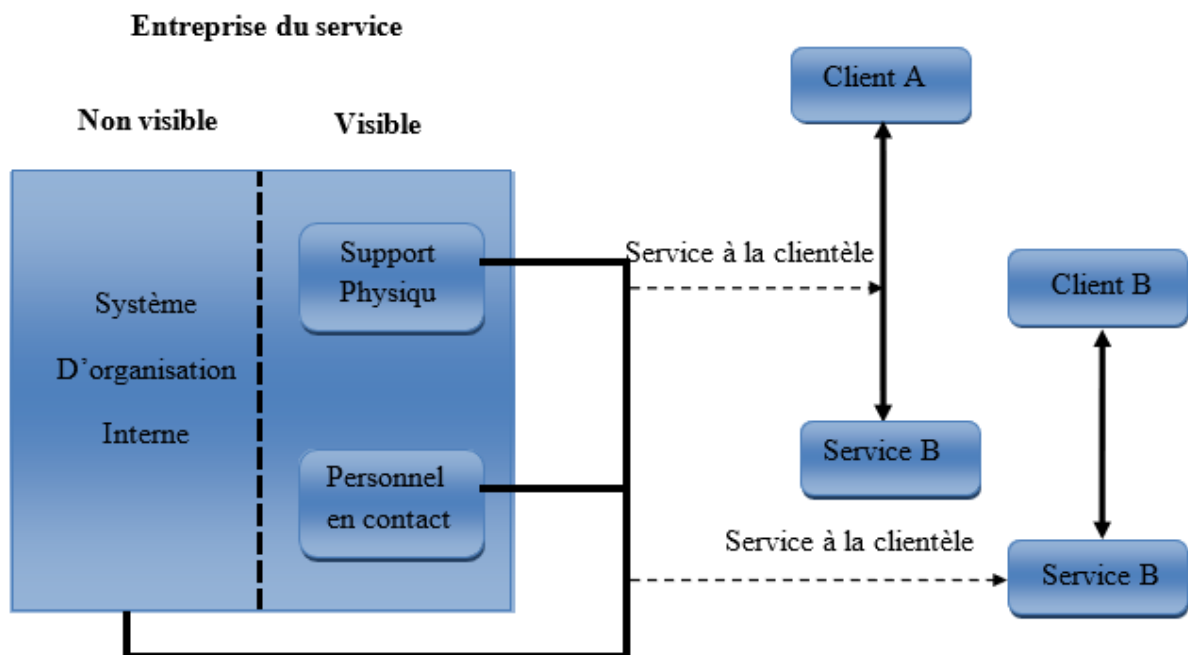 Entreprise du service
Non visible
Visible
Système
D'organisation
Interne
Support
Physiqu
Personnel
en contact
Service à la clientèle
Service à la clientèle
Client A
Service B
Client B
Service B